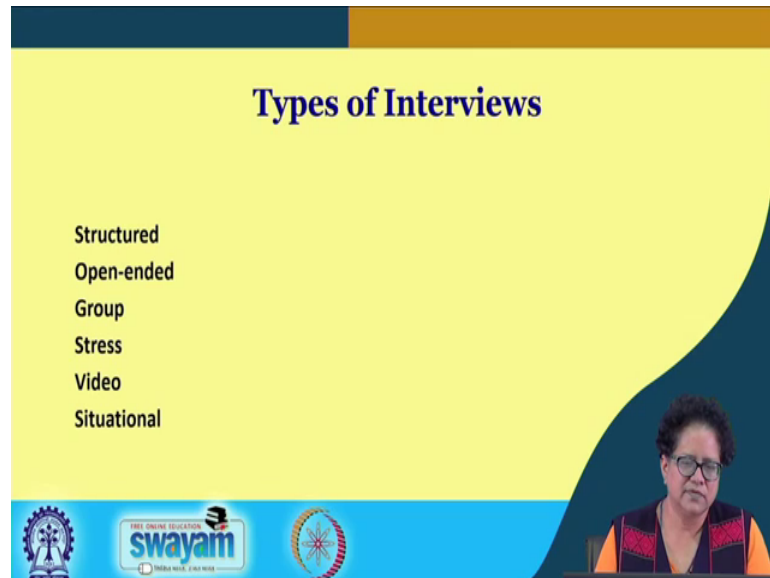 Types of Interviews
Structured
Open-ended
Group
Stress
Video
Situational
FREE ONLINE EDUCATION
swayam